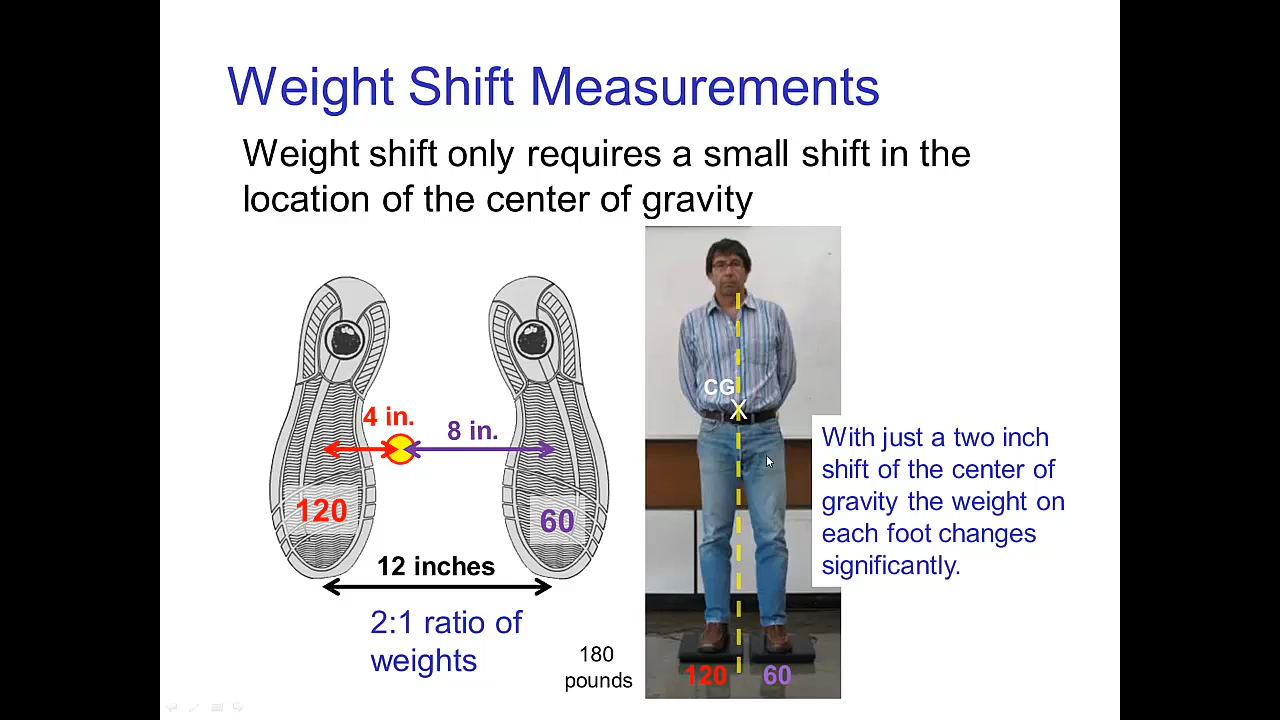 Weight Shift Measurements
Weight shift only requires a small shift in the
location of the center of gravity
4 in.
8 in.
120
60
12 inches
2:1 ratio of
weights
180
pounds
CG
X
120
60
With just a two inch
shift of the center of
gravity the weight on
each foot changes
significantly.